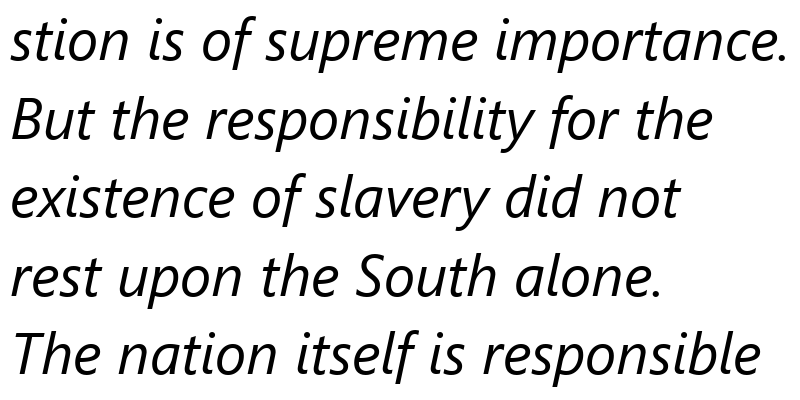 stion is of supreme importance.
But the responsibility for the
existence of slavery did not
rest upon the South alone.
The nation itself is responsible